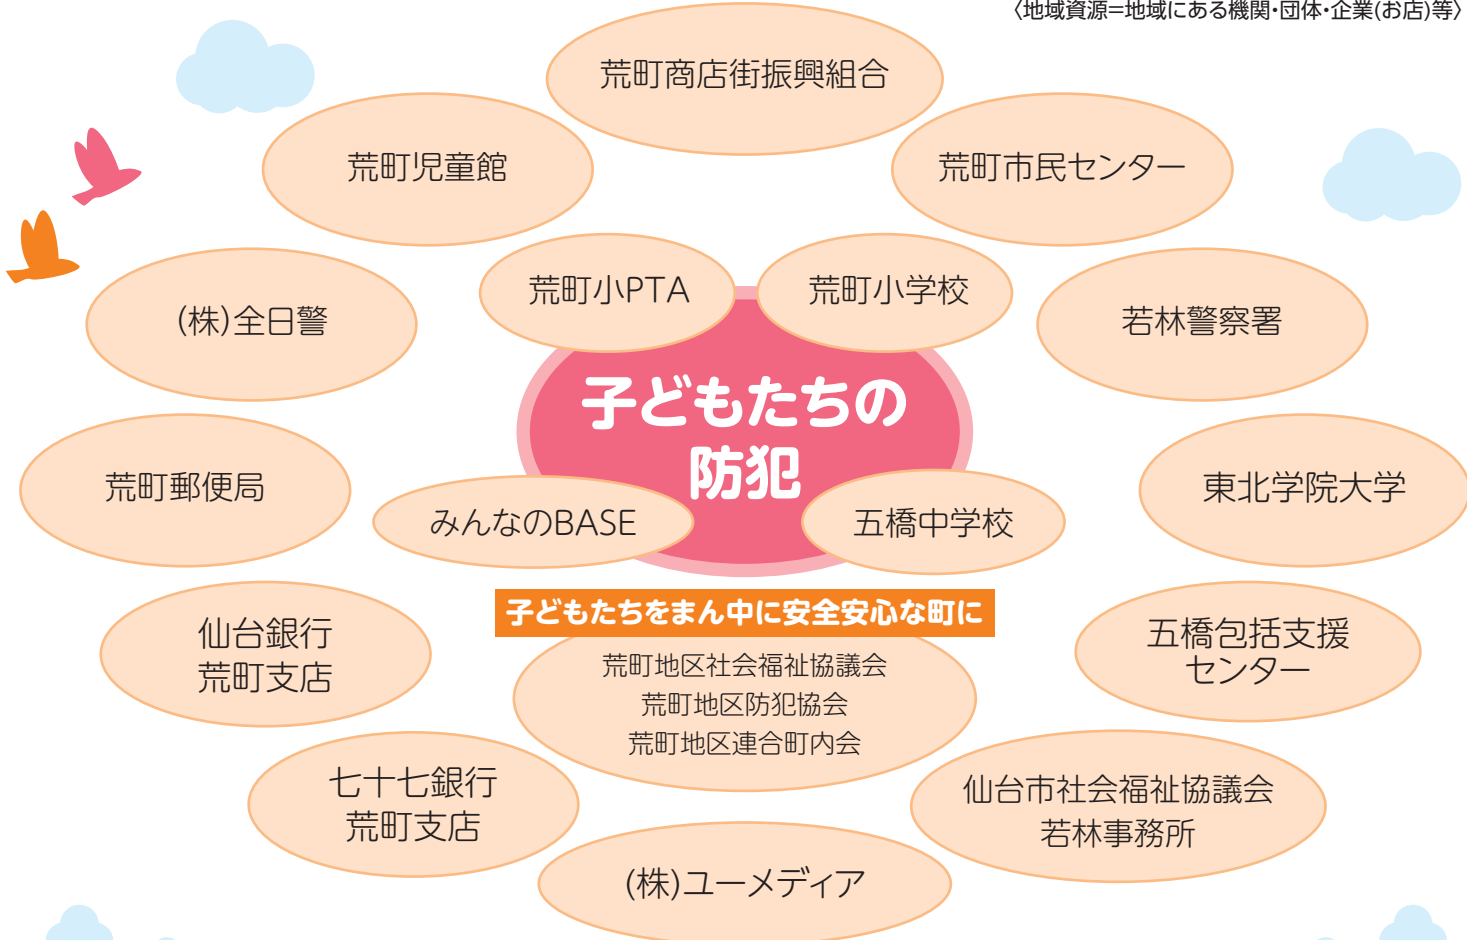 〈地域資源=地域にある機関・団体・企業(お店)等〉
荒町商店街振興組合
荒町児童館
荒町市民センター
荒町小PTA
荒町小学校
(株)全日警
若林警察署
子どもたちの
防犯
荒町郵便局
東北学院大学
みんなのBASE
五橋中学校
子どもたちをまん中に安全安心な町に
仙台銀行
荒町支店
荒町地区社会福祉協議会
荒町地区防犯協会
荒町地区連合町内会
五橋包括支援
センター
七十七銀行
荒町支店
仙台市社会福祉協議会
若林事務所
(株)ユーメディア